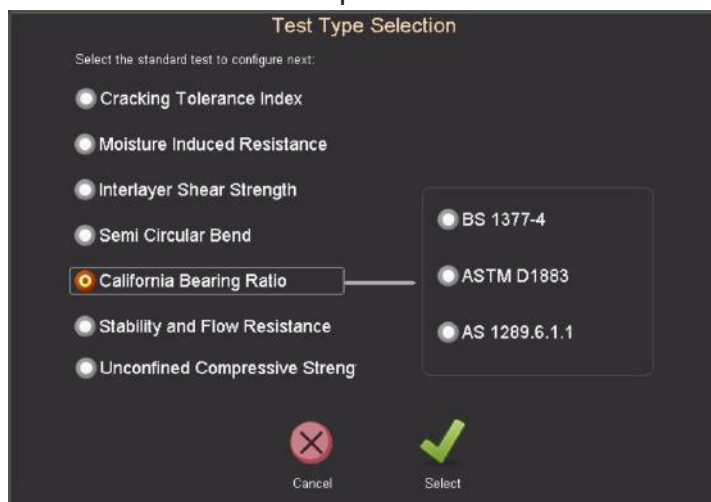 Test Type Selection
Select the standard test to configure next:
Cracking Tolerance Index
Moisture Induced Resistance
Interlayer Shear Strength
Semi Circular Bend
California Bearing Ratio
Stability and Flow Resistance
Unconfined Compressive Streng
BS 1377-4
ASTM D1883
AS 1289.6.1.1
Cancel
Select